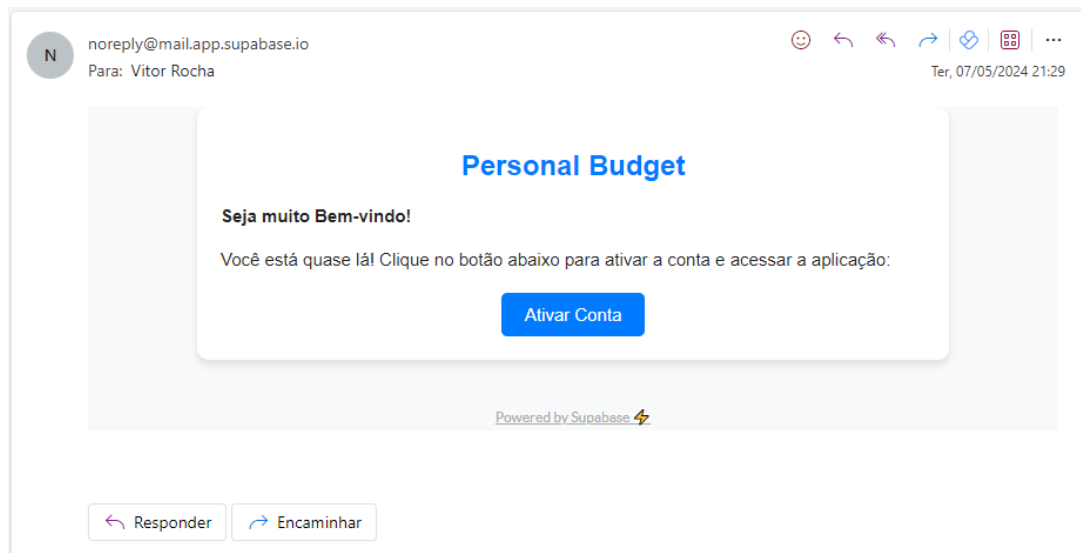 N
noreply@mail.app.supabase.io
Para: Vitor Rocha
Ter, 07/05/2024 21:29
Personal Budget
Seja muito Bem-vindo!
Você está quase lá! Clique no botão abaixo para ativar a conta e acessar a aplicação:
Ativar Conta
Powered by Supabase ⚡
Responder
Encaminhar